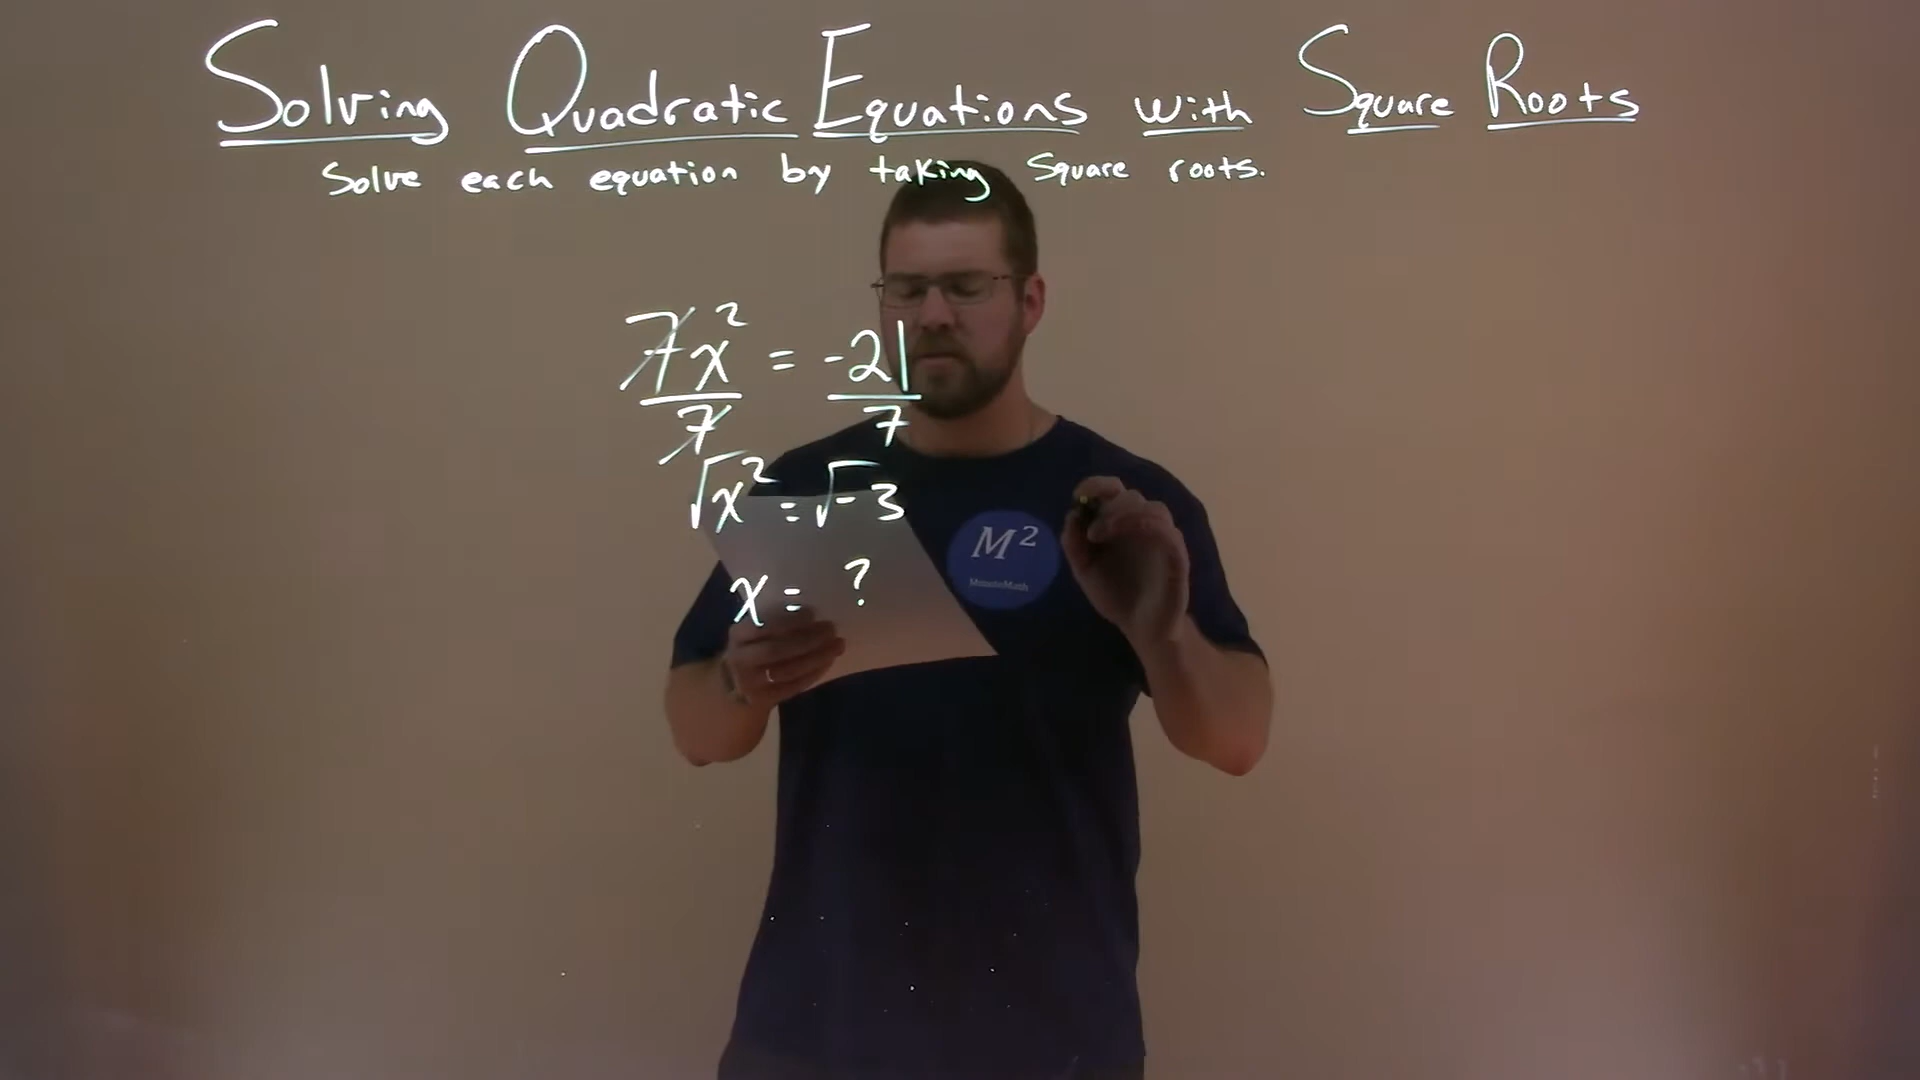 Solving Quadratic Equations with Square Roots
Solve each equation by taking square roots.
7x² = -21
7 7
√x² = √-3
x = ?
M²
MinuteMath